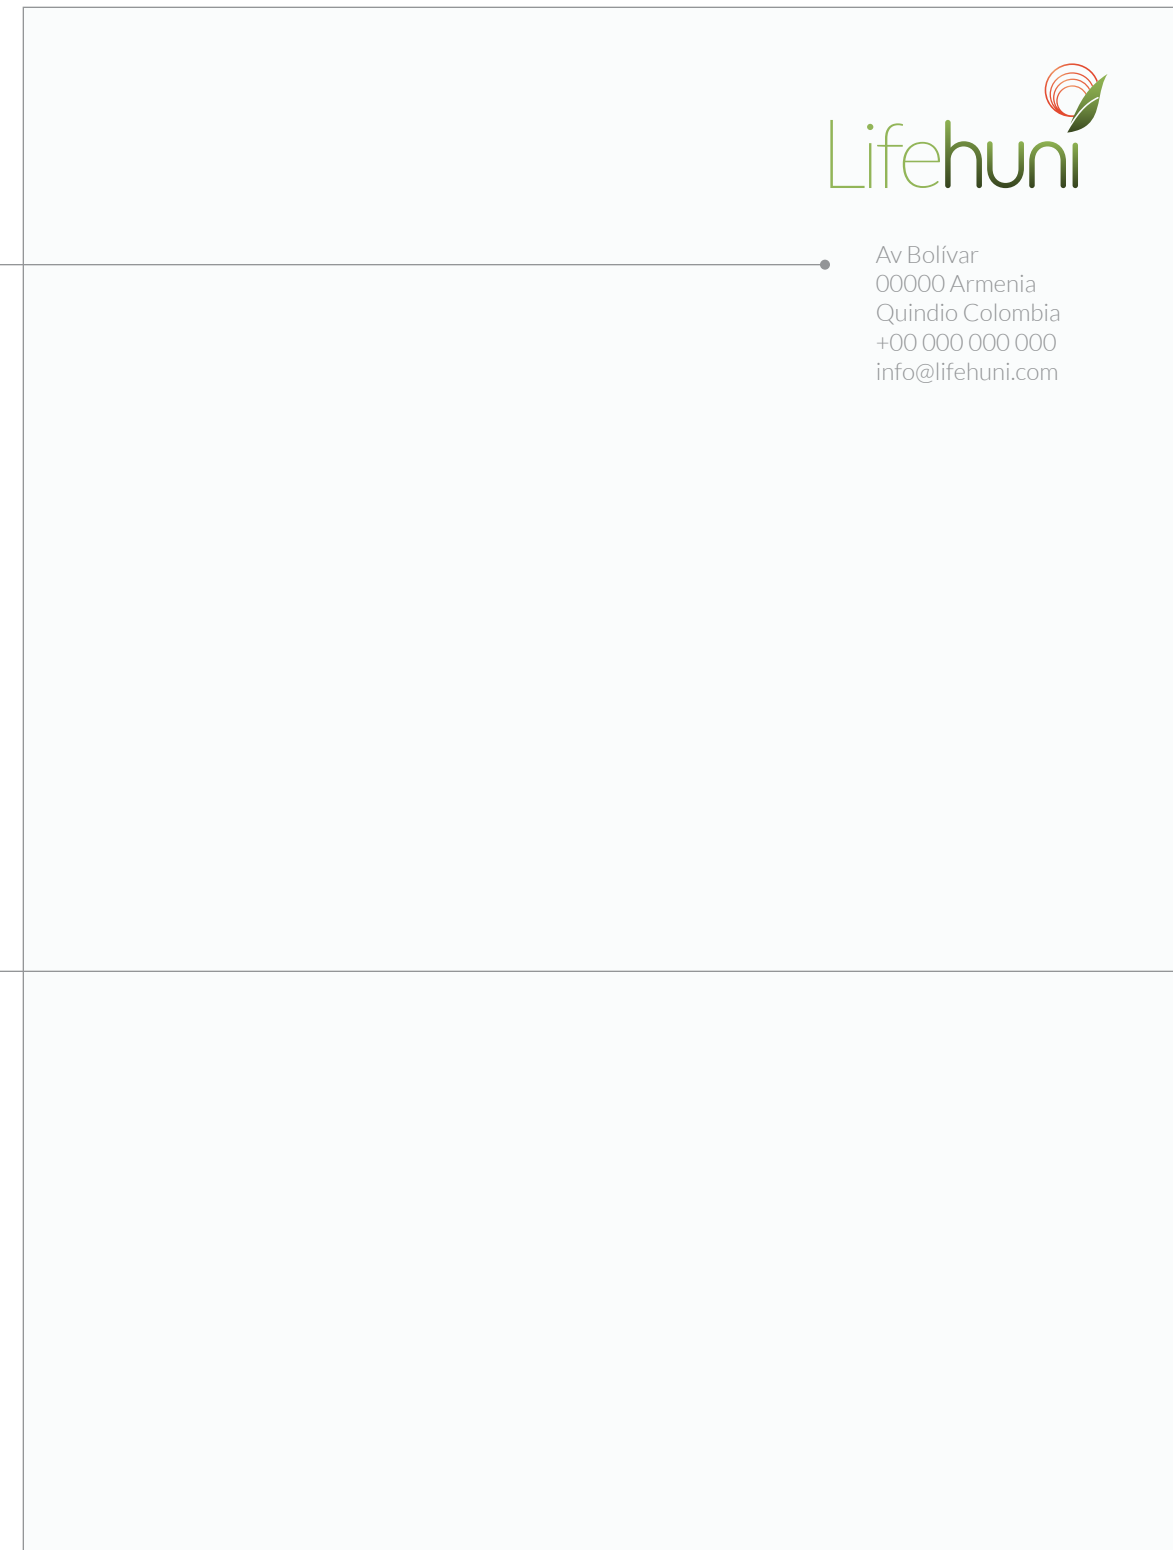 Lifehuni
Av Bolívar
00000 Armenia
Quindio Colombia
+00 000 000 000
info@lifehuni.com